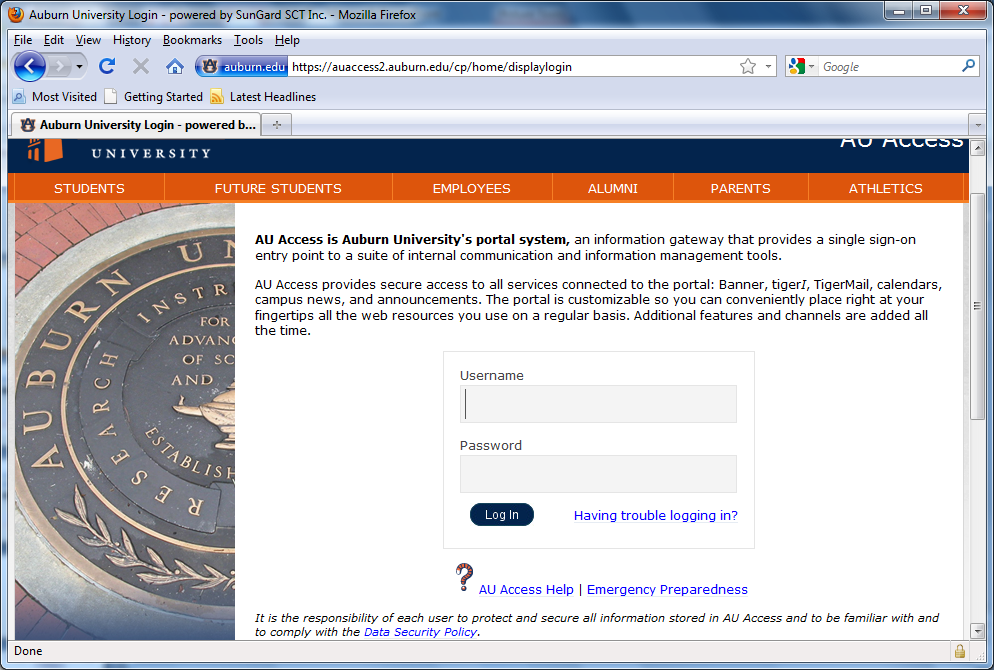 Auburn University Login - powered by SunGard SCT Inc. - Mozilla Firefox
File Edit View History Bookmarks Tools Help
auburn.edu https://auaccess2.auburn.edu/cp/home/displaylogin Google
Most Visited Getting Started Latest Headlines
Auburn University Login - powered b...
AU Access
UNIVERSITY
STUDENTS FUTURE STUDENTS EMPLOYEES ALUMNI PARENTS ATHLETICS
AUBURN UN
RESEARCH INSTR
FOR
ADVANC
OF SC
AND
ESTABLISH
AU Access is Auburn University's portal system, an information gateway that provides a single sign-on
entry point to a suite of internal communication and information management tools.
AU Access provides secure access to all services connected to the portal: Banner, tigerI, TigerMail, calendars,
campus news, and announcements. The portal is customizable so you can conveniently place right at your
fingertips all the web resources you use on a regular basis. Additional features and channels are added all
the time.
Username
Password
Log In Having trouble logging in?
? AU Access Help | Emergency Preparedness
It is the responsibility of each user to protect and secure all information stored in AU Access and to be familiar with and
to comply with the Data Security Policy.
Done